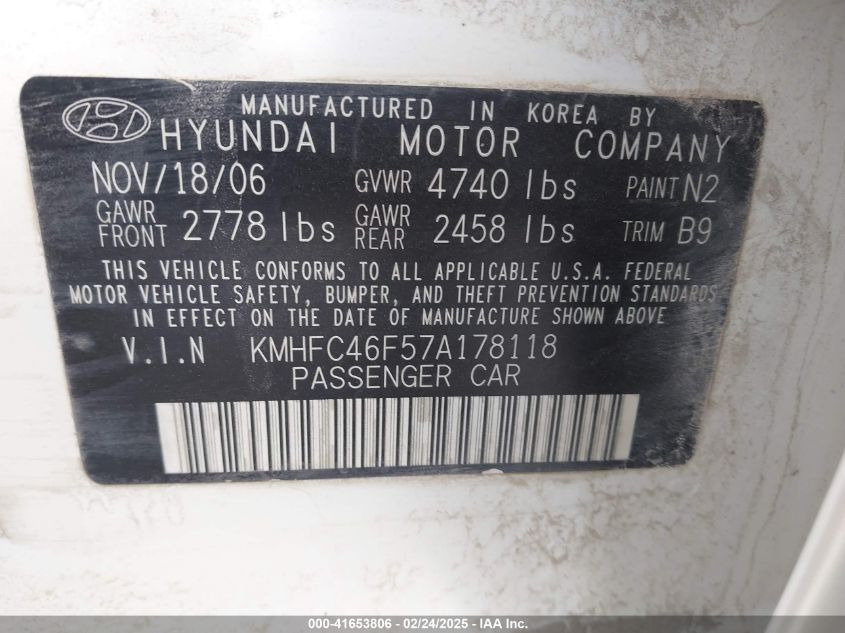 MANUFACTURED IN KOREA BY
HYUNDAI MOTOR COMPANY
NOV/18/06 GVWR 4740 lbs PAINT N2
GAWR FRONT 2778 lbs GAWR REAR 2458 lbs TRIM B9
THIS VEHICLE CONFORMS TO ALL APPLICABLE U.S.A. FEDERAL
MOTOR VEHICLE SAFETY, BUMPER, AND THEFT PREVENTION STANDARDS
IN EFFECT ON THE DATE OF MANUFACTURE SHOWN ABOVE
V.I.N KMHFC46F57A178118
PASSENGER CAR
000-41653806 - 02/24/2025 - IAA Inc.